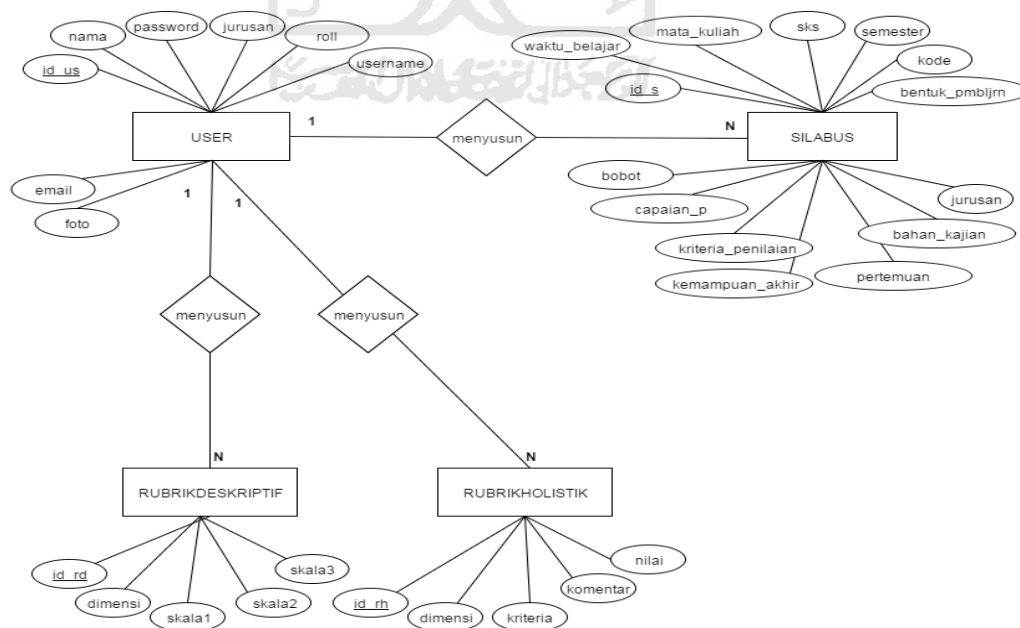 nama
password
jurusan
roll
username
id_us
USER
1
menyusun
N
waktu_belajar
mata_kuliah
sks
semester
kode
id_s
bentuk_pmbljrn
SILABUS
email
foto
1
1
bobot
capaian_p
kriteria_penilaian
kemampuan_akhir
pertemuan
bahan_kajian
jurusan
menyusun
menyusun
N
N
RUBRIKDESKRIPTIF
RUBRIKHOLISTIK
id_rd
dimensi
skala1
skala2
skala3
id_rh
dimensi
kriteria
komentar
nilai